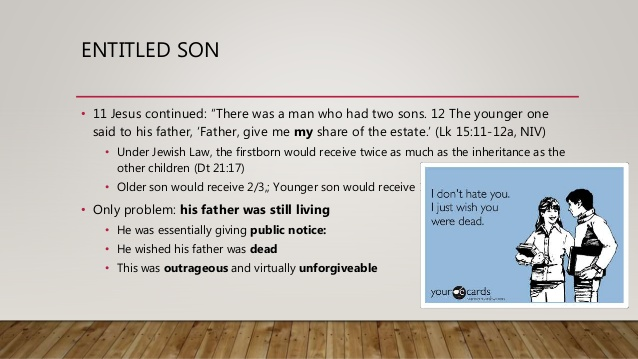 ENTITLED SON
• 11 Jesus continued: "There was a man who had two sons. 12 The younger one
said to his father, 'Father, give me my share of the estate.' (Lk 15:11-12a, NIV)
• Under Jewish Law, the firstborn would receive twice as much as the inheritance as the
other children (Dt 21:17)
• Older son would receive 2/3,; Younger son would receive
• Only problem: his father was still living
• He was essentially giving public notice:
• He wished his father was dead
• This was outrageous and virtually unforgiveable
I don't hate you.
I just wish you
were dead.
your cards